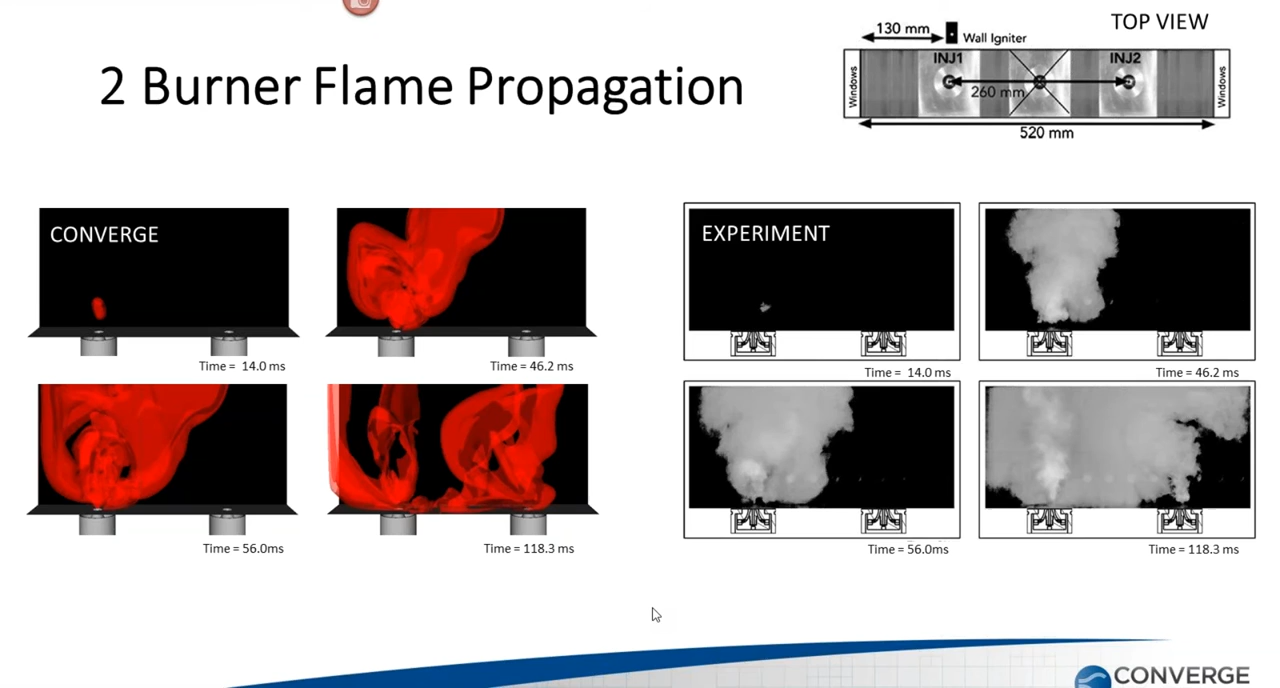 TOP VIEW
130 mm
Wall Igniter
INJ1
INJ2
Windows
260 mm
Windows
520 mm
2 Burner Flame Propagation
CONVERGE
Time = 14.0 ms
Time = 46.2 ms
Time = 56.0ms
Time = 118.3 ms
EXPERIMENT
Time = 14.0 ms
Time = 46.2 ms
Time = 56.0ms
Time = 118.3 ms
CONVERGE